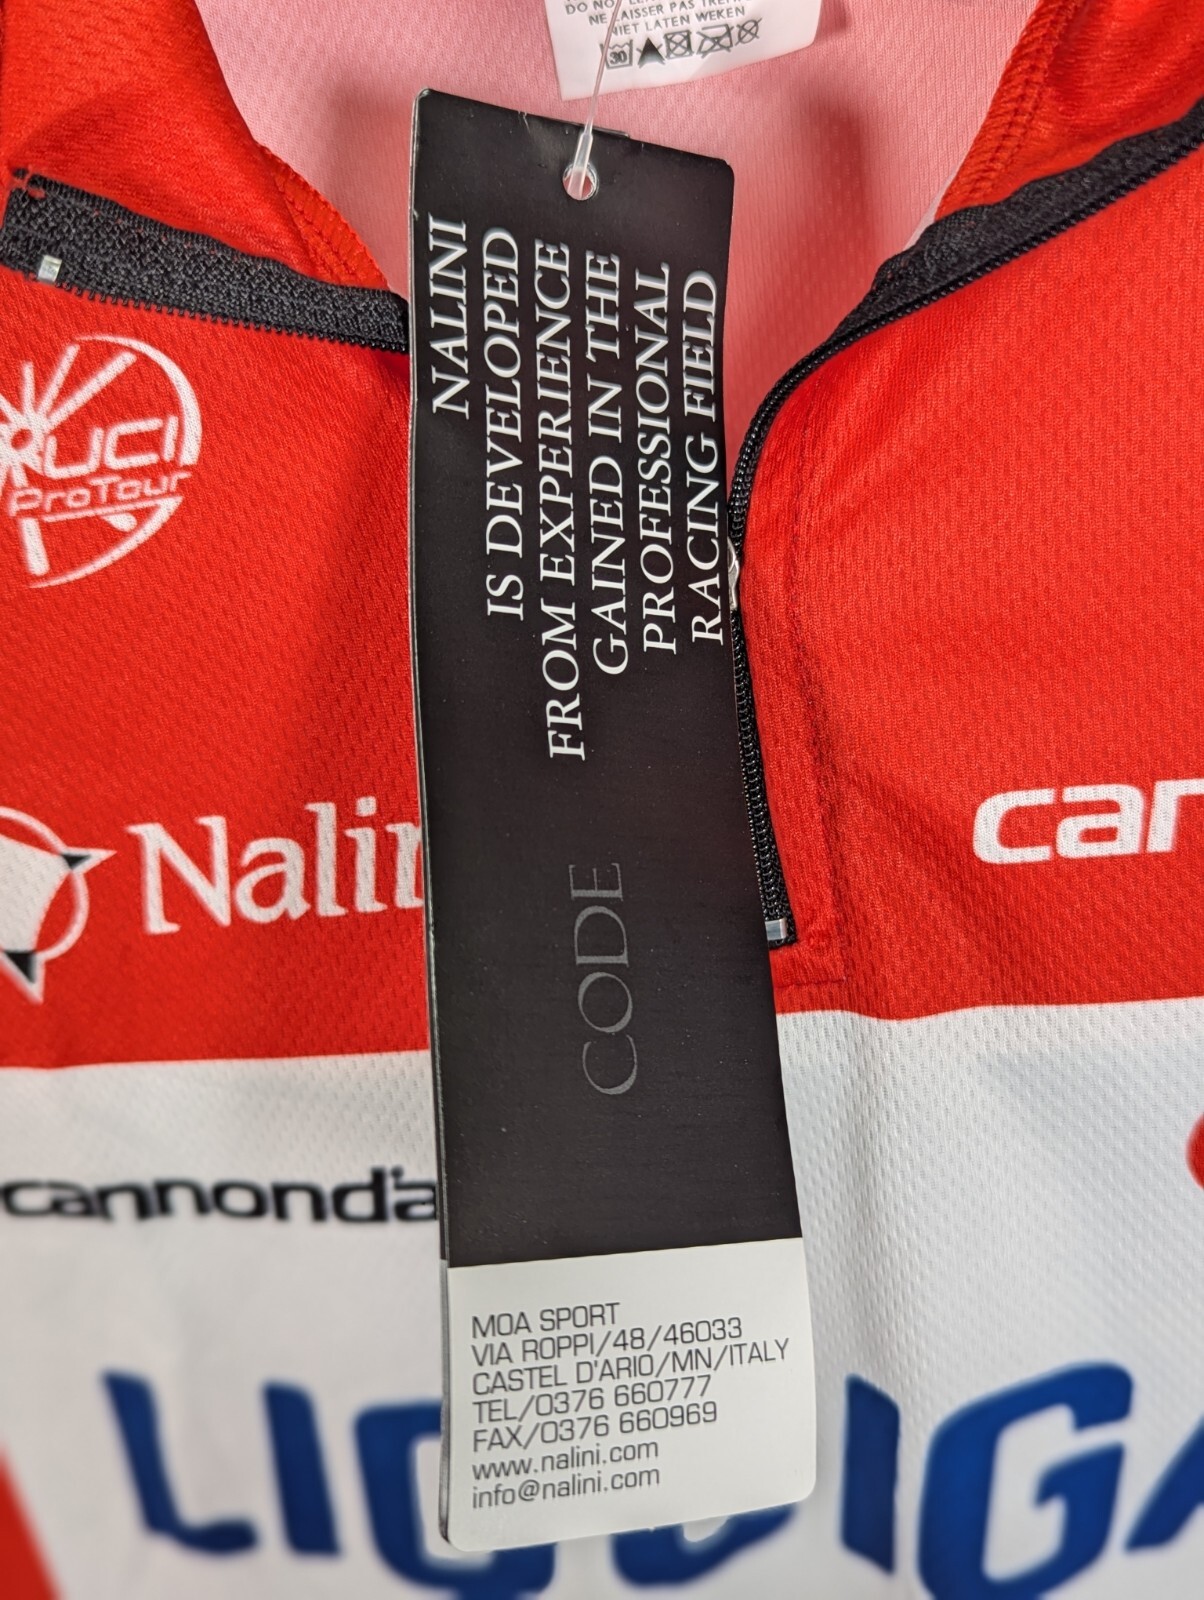 NE LAISSER PAS TREMPER
NIET LATEN WEKEN
30
NALINI
IS DEVELOPED
FROM EXPERIENCE
GAINED IN THE
PROFESSIONAL
RACING FIELD
CODE
MOA SPORT
VIA ROPPI/48/46033
CASTEL D'ARIO/MN/ITALY
TEL/0376 660777
FAX/0376 660969
www.nalini.com
info@nalini.com
UCI
ProTour
Nalin
can
cannonda
LIQUIGA